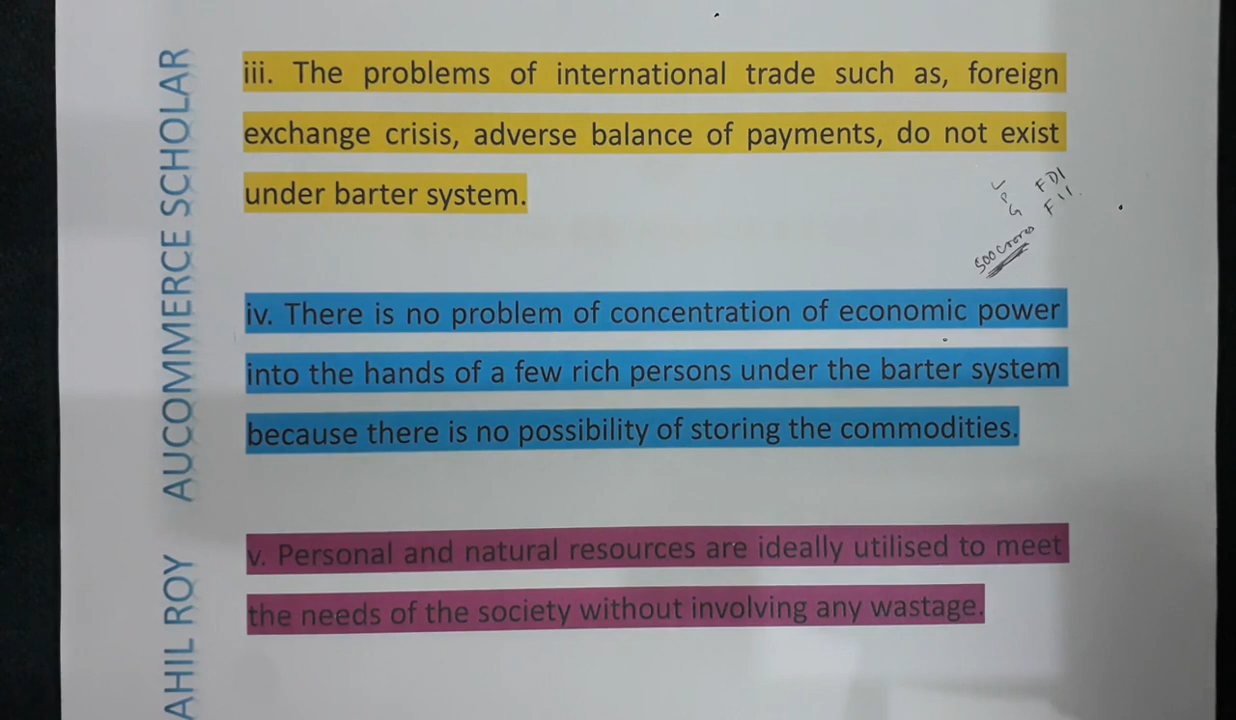 iii. The problems of international trade such as, foreign
exchange crisis, adverse balance of payments, do not exist
under barter system.
L
P
G
FDI
FII
500 Crores
iv. There is no problem of concentration of economic power
into the hands of a few rich persons under the barter system
because there is no possibility of storing the commodities.
v. Personal and natural resources are ideally utilised to meet
the needs of the society without involving any wastage.
AHIL ROY AUCOMMERCE SCHOLAR